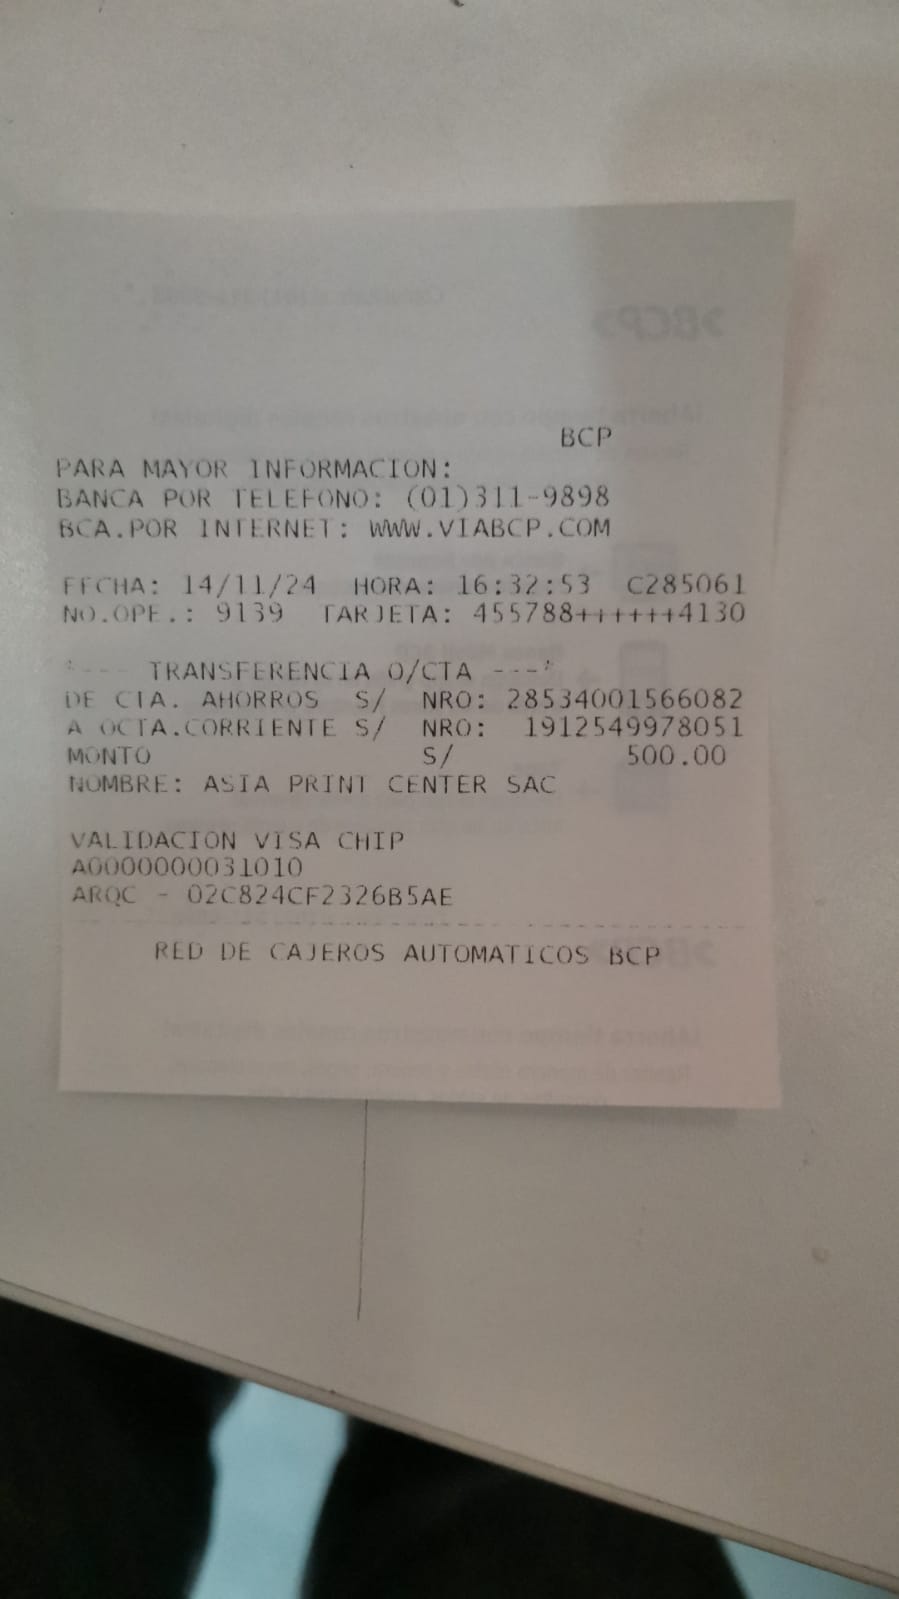 BCP
PARA MAYOR INFORMACION:
BANCA POR TELEFONO: (01)311-9898
BCA.POR INTERNET: WWW.VIABCP.COM
FECHA: 14/11/24 HORA: 16:32:53 C285061
NO.OPE.: 9139 TARJETA: 455788++++++4130
*--- TRANSFERENCIA O/CTA ---*
DE CTA. AHORROS S/ NRO: 28534001566082
A OCTA.CORRIENTE S/ NRO: 1912549978051
MONTO S/ 500.00
NOMBRE: ASIA PRINT CENTER SAC
VALIDACION VISA CHIP
A0000000031010
ARQC - 02C824CF2326B5AE
RED DE CAJEROS AUTOMATICOS BCP